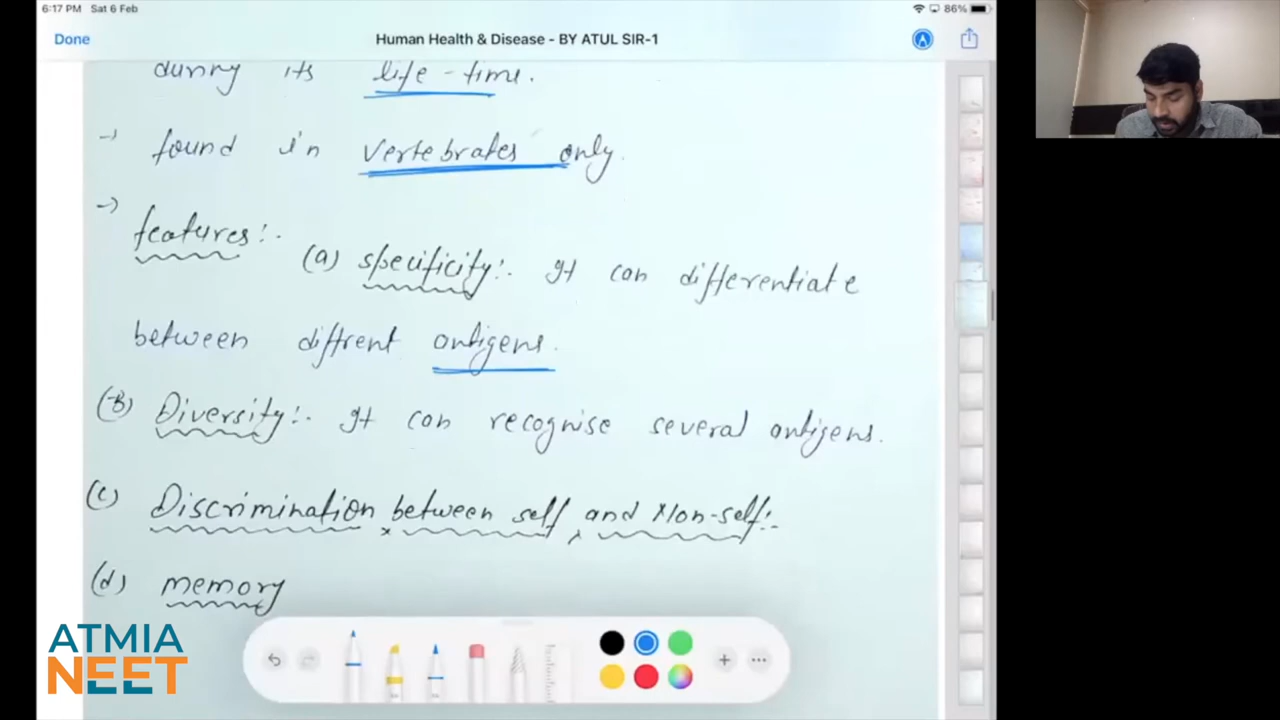 6:17 PM Sat 6 Feb
86%
Done
Human Health & Disease - BY ATUL SIR-1
during its life-time.
→ found in vertebrates only.
→ features:-
(a) specificity:- It can differentiate
between diffrent antigens.
(B) Diversity:- It can recognise several antigens.
(c) Discrimination between self and Non-self:-
(d) memory
ATMIA
NEET